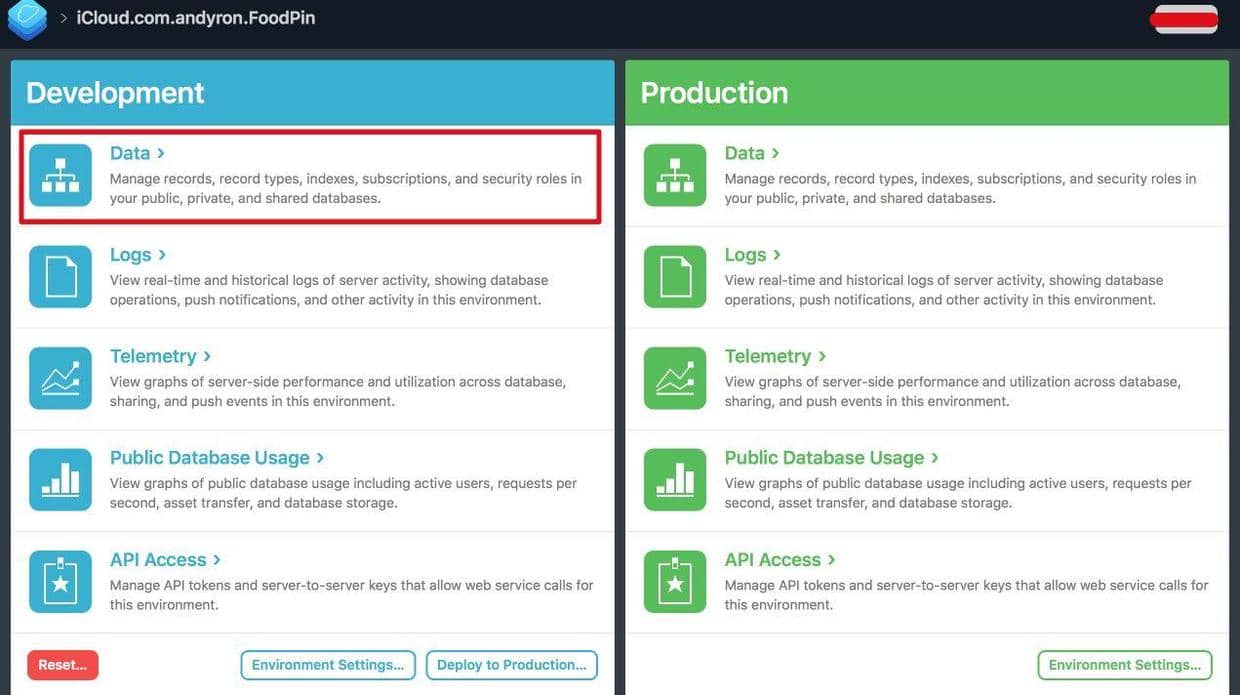 iCloud.com.andyron.FoodPin
Development
Data
Manage records, record types, indexes, subscriptions, and security roles in
your public, private, and shared databases.
Logs
View real-time and historical logs of server activity, showing database
operations, push notifications, and other activity in this environment.
Telemetry
View graphs of server-side performance and utilization across database,
sharing, and push events in this environment.
Public Database Usage
View graphs of public database usage including active users, requests per
second, asset transfer, and database storage.
API Access
Manage API tokens and server-to-server keys that allow web service calls for
this environment.
Reset...
Environment Settings...
Deploy to Production...
Production
Data
Manage records, record types, indexes, subscriptions, and security roles in
your public, private, and shared databases.
Logs
View real-time and historical logs of server activity, showing database
operations, push notifications, and other activity in this environment.
Telemetry
View graphs of server-side performance and utilization across database,
sharing, and push events in this environment.
Public Database Usage
View graphs of public database usage including active users, requests per
second, asset transfer, and database storage.
API Access
Manage API tokens and server-to-server keys that allow web service calls for
this environment.
Environment Settings...